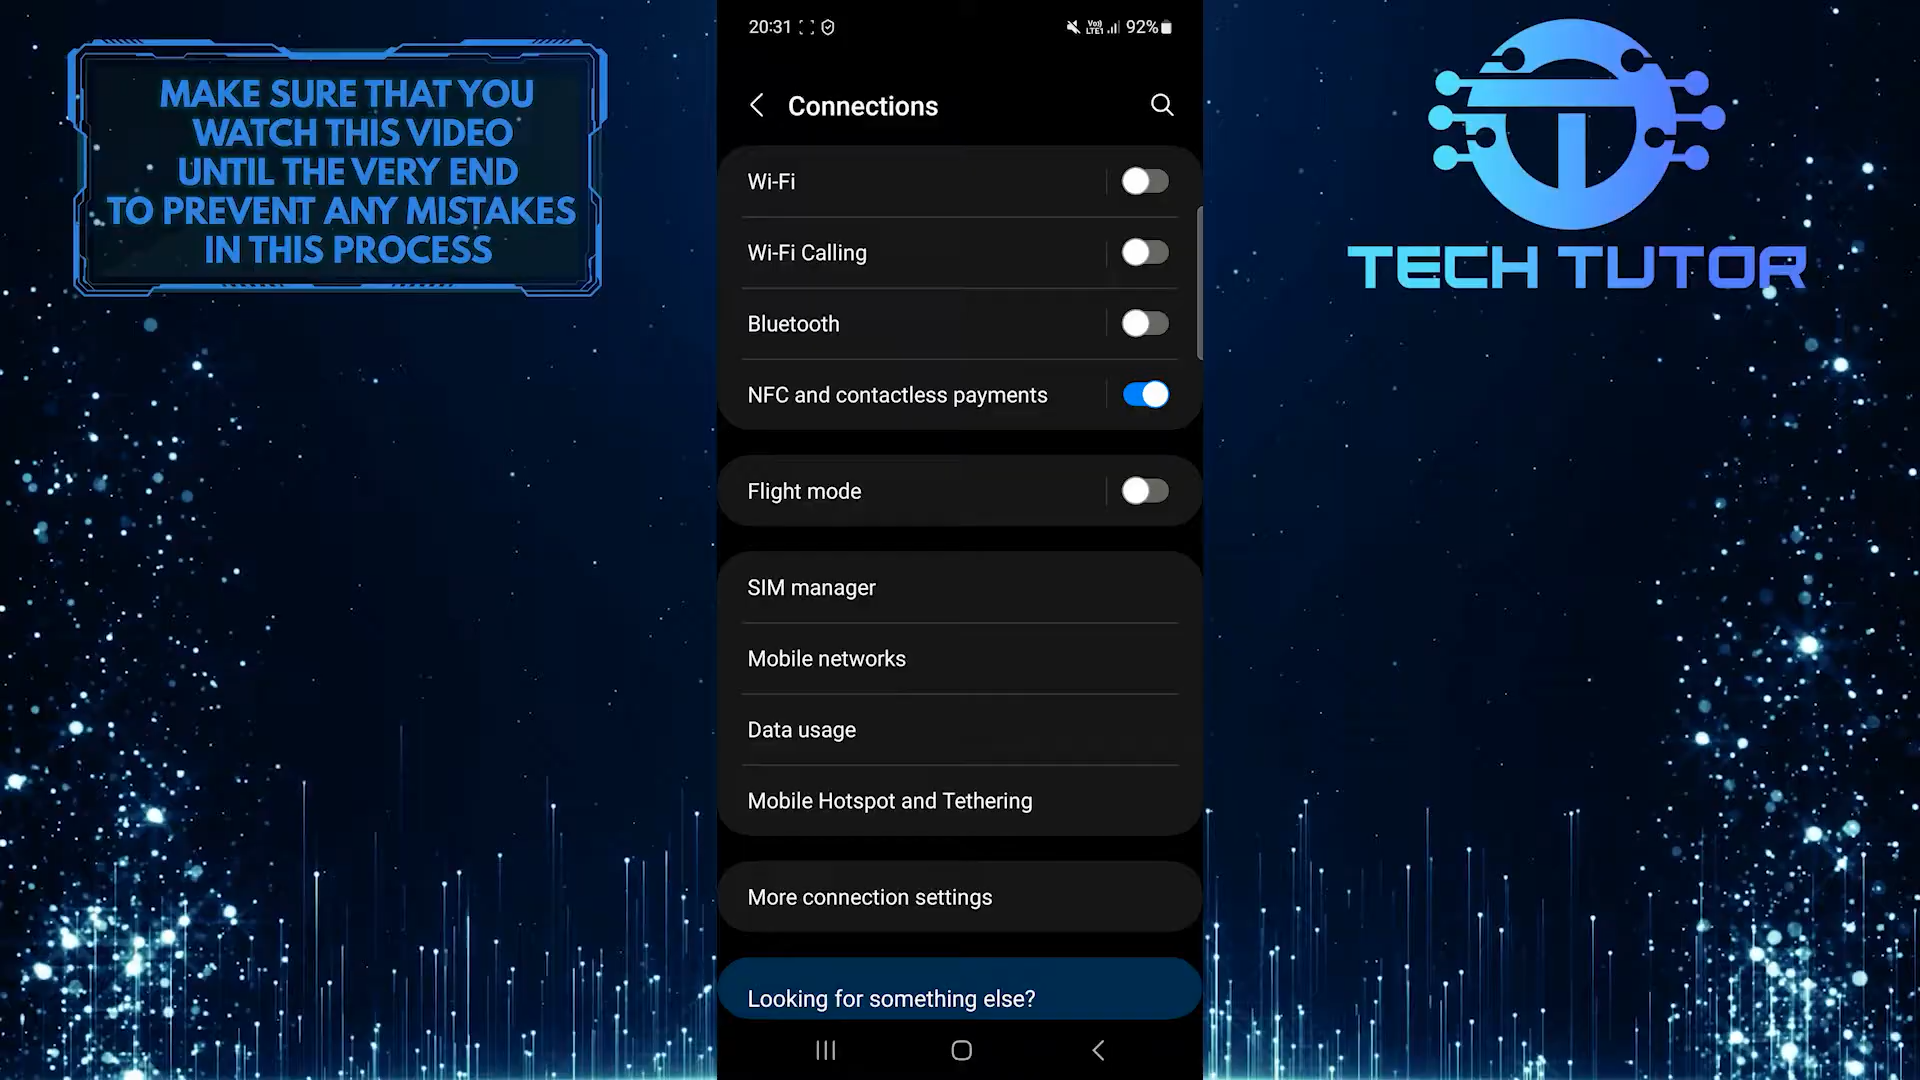 MAKE SURE THAT YOU
WATCH THIS VIDEO
UNTIL THE VERY END
TO PREVENT ANY MISTAKES
IN THIS PROCESS
20:31
Vo)) LTE1 92%
Connections
Wi-Fi
Wi-Fi Calling
Bluetooth
NFC and contactless payments
Flight mode
SIM manager
Mobile networks
Data usage
Mobile Hotspot and Tethering
More connection settings
Looking for something else?
TECH TUTOR